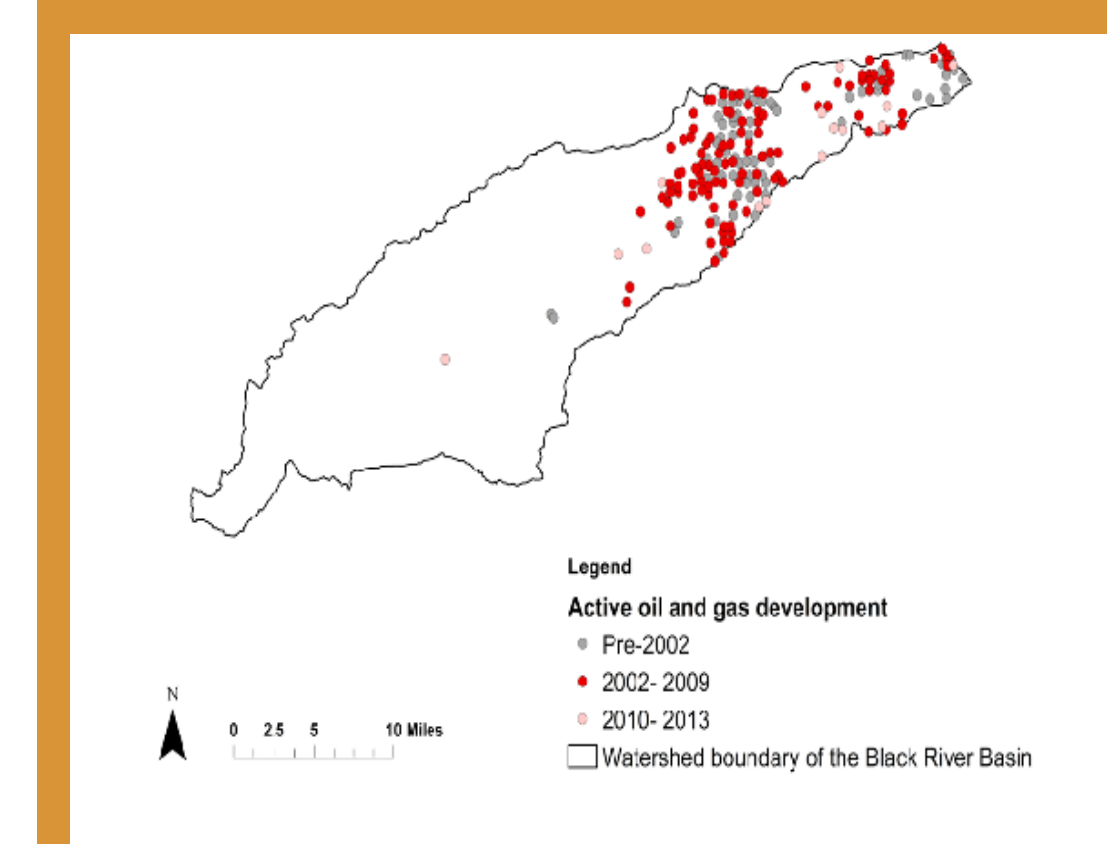 Legend
Active oil and gas development
Pre-2002
2002- 2009
2010- 2013
Watershed boundary of the Black River Basin
N
0 2.5 5 10 Miles